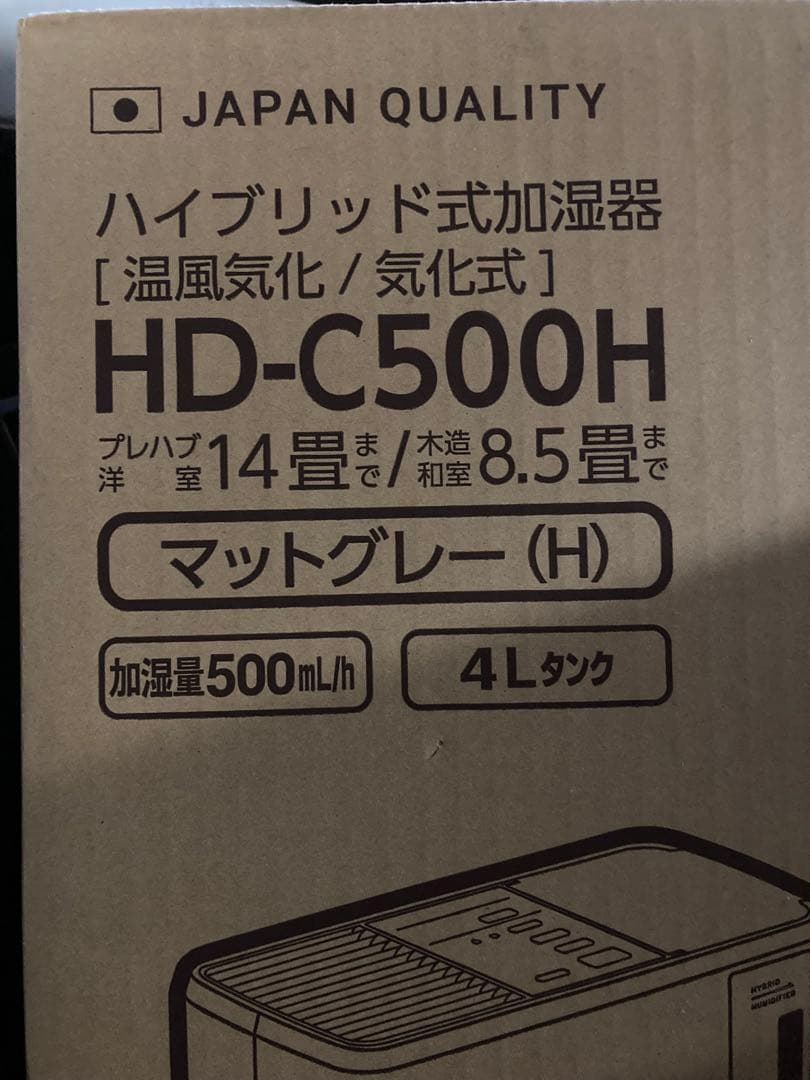 JAPAN QUALITY
ハイブリッド式加湿器
[ 温風気化 / 気化式 ]
HD-C500H
プレハブ洋室14畳まで/木造和室8.5畳まで
マットグレー(H)
加湿量500mL/h
4Lタンク
HYBRID
HUMIDIFIER